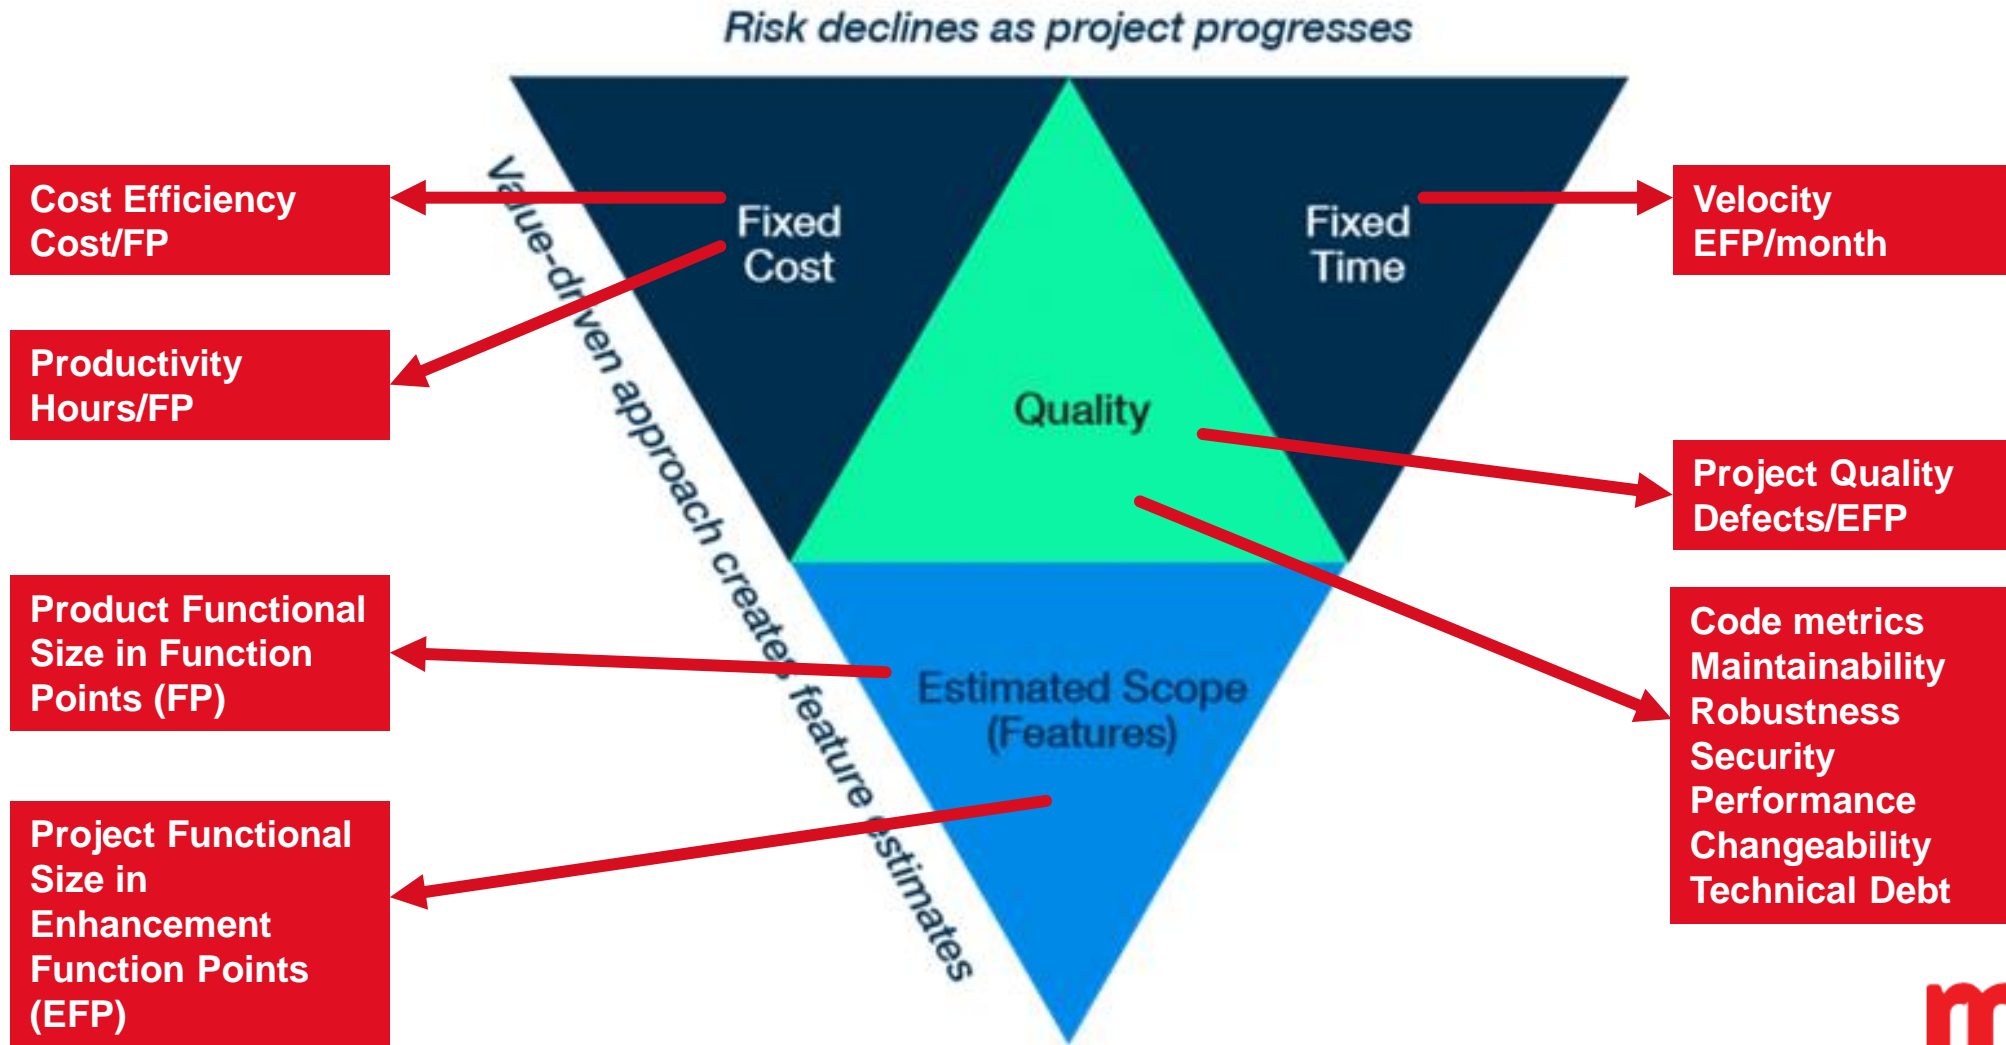 Risk declines as project progresses
Value-driven approach creates feature estimates
Cost Efficiency
Cost/FP
Productivity
Hours/FP
Product Functional
Size in Function
Points (FP)
Project Functional
Size in
Enhancement
Function Points
(EFP)
Fixed
Cost
Fixed
Time
Quality
Estimated Scope
(Features)
Velocity
EFP/month
Project Quality
Defects/EFP
Code metrics
Maintainability
Robustness
Security
Performance
Changeability
Technical Debt
m